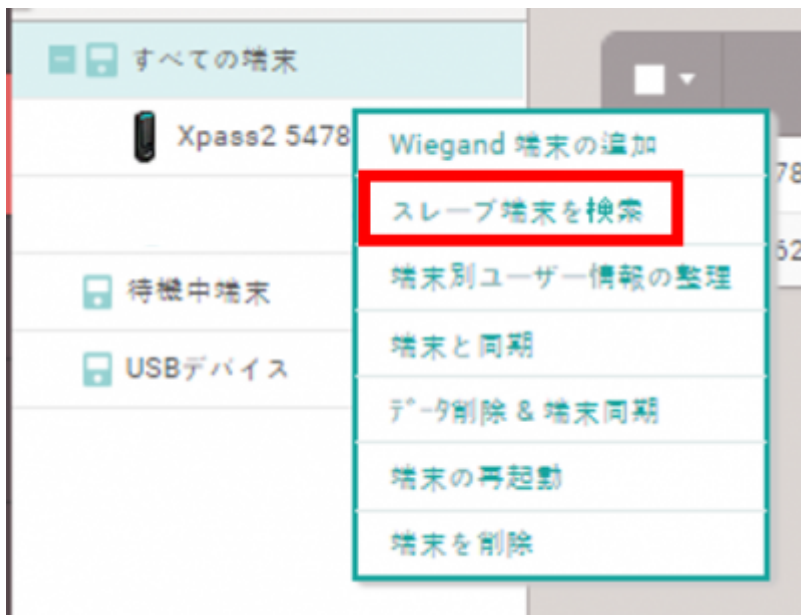 すべての端末
Xpass2 5478
Wiegand 端末の追加
スレーブ端末を検索
端末別ユーザー情報の整理
待機中端末
端末と同期
USBデバイス
ﾃﾞｰﾀ削除 & 端末同期
端末の再起動
端末を削除
78
62